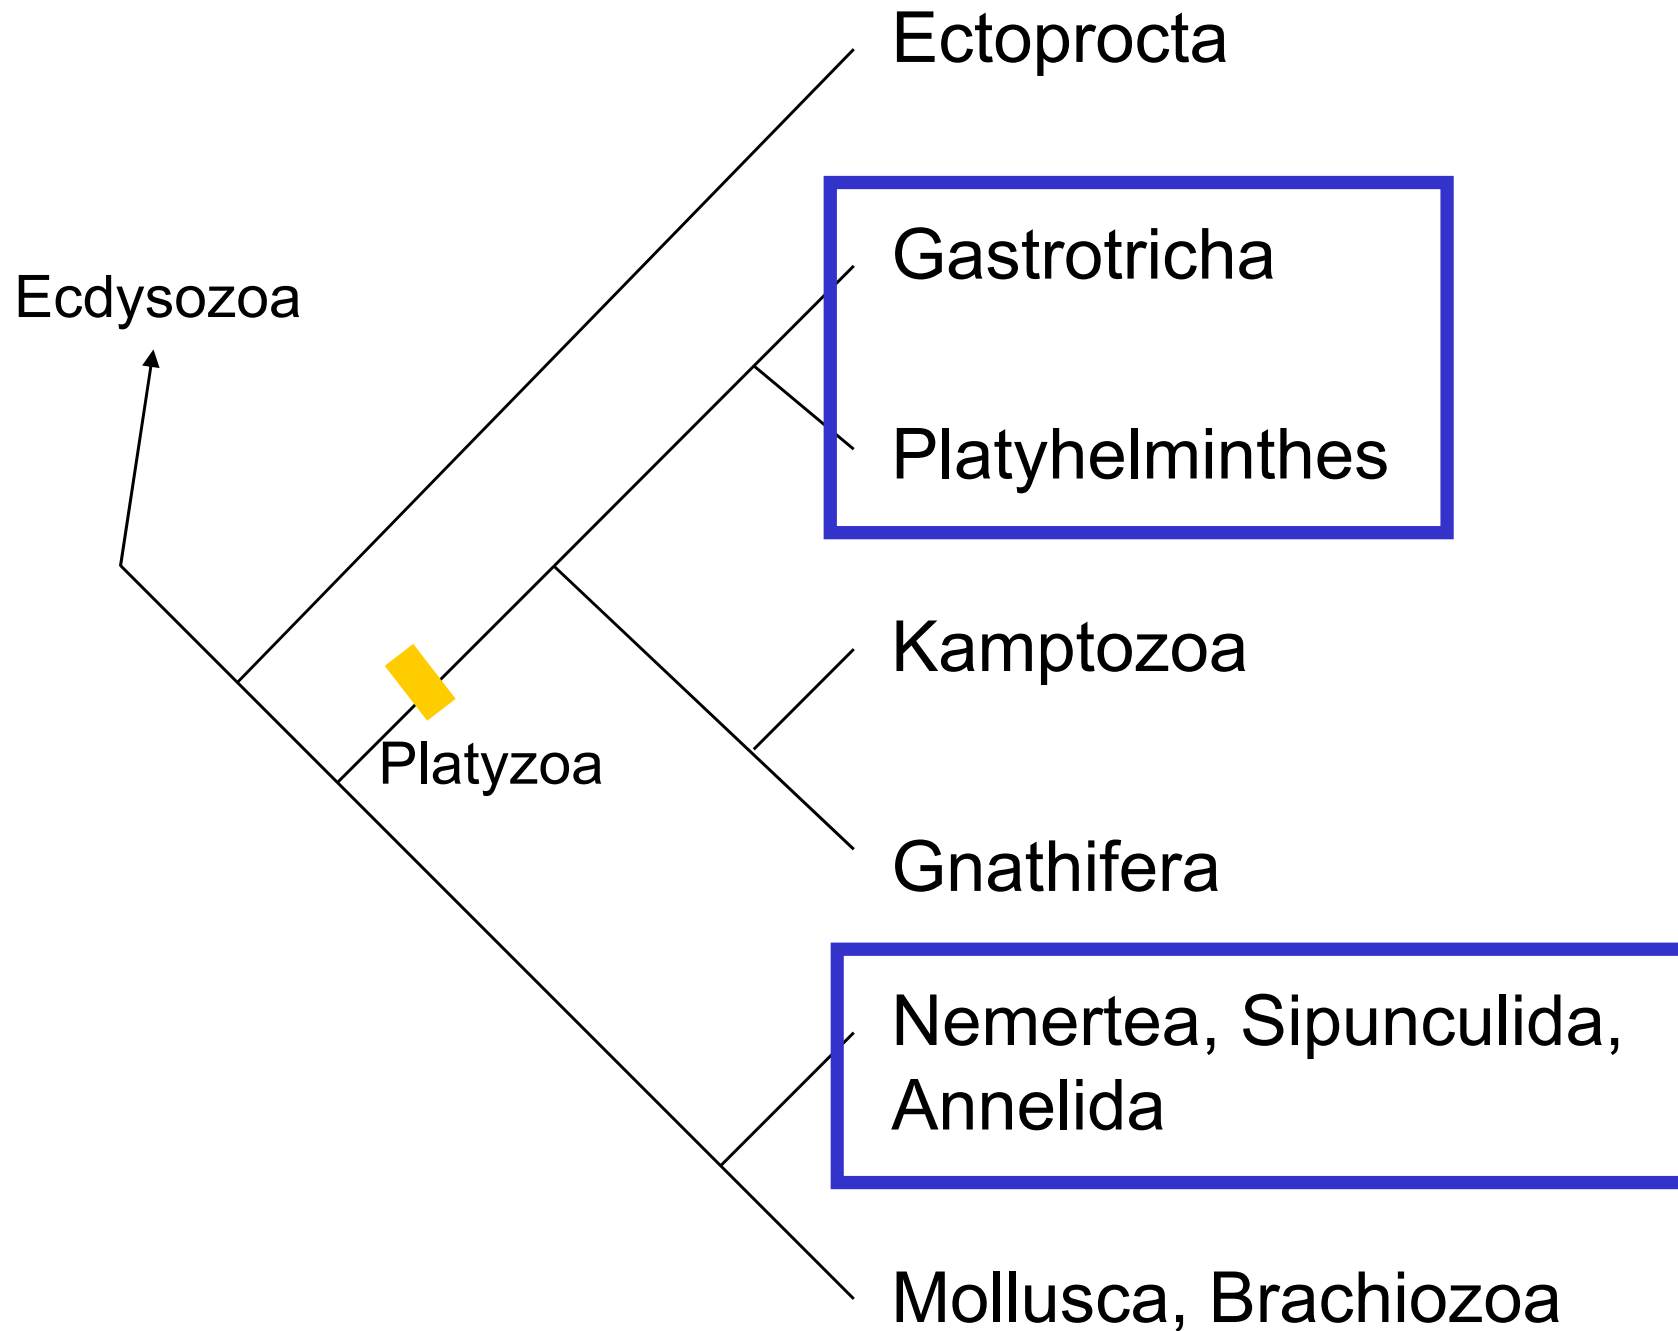 Ectoprocta
Gastrotricha
Ecdysozoa
Platyhelminthes
Kamptozoa
Platyzoa
Gnathifera
Nemertea, Sipunculida,
Annelida
Mollusca, Brachiozoa